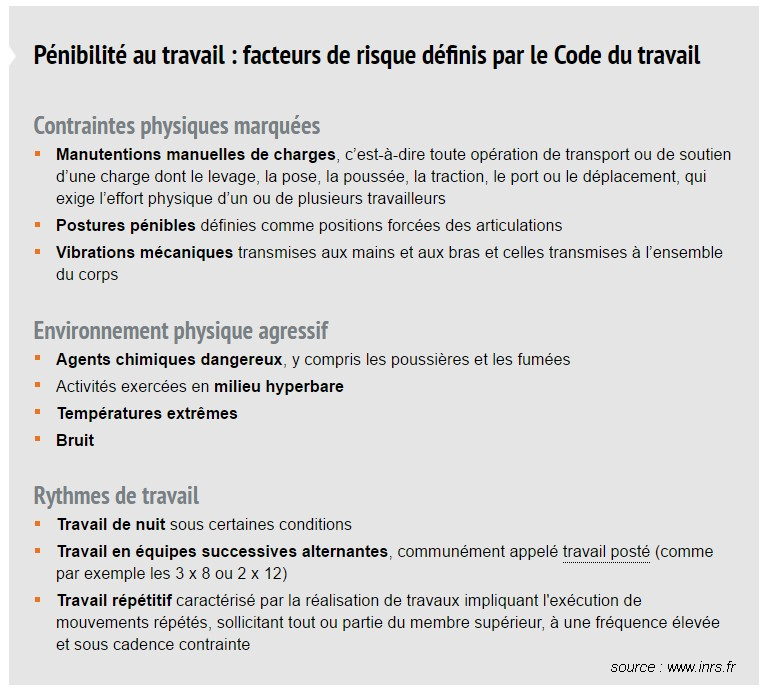 Pénibilité au travail : facteurs de risque définis par le Code du travail
Contraintes physiques marquées
Manutentions manuelles de charges, c’est-à-dire toute opération de transport ou de soutien
d’une charge dont le levage, la pose, la poussée, la traction, le port ou le déplacement, qui
exige l’effort physique d’un ou de plusieurs travailleurs
Postures pénibles définies comme positions forcées des articulations
Vibrations mécaniques transmises aux mains et aux bras et celles transmises à l’ensemble
du corps
Environnement physique agressif
Agents chimiques dangereux, y compris les poussières et les fumées
Activités exercées en milieu hyperbare
Températures extrêmes
Bruit
Rythmes de travail
Travail de nuit sous certaines conditions
Travail en équipes successives alternantes, communément appelé travail posté (comme
par exemple les 3 x 8 ou 2 x 12)
Travail répétitif caractérisé par la réalisation de travaux impliquant l'exécution de
mouvements répétés, sollicitant tout ou partie du membre supérieur, à une fréquence élevée
et sous cadence contrainte
source : www.inrs.fr